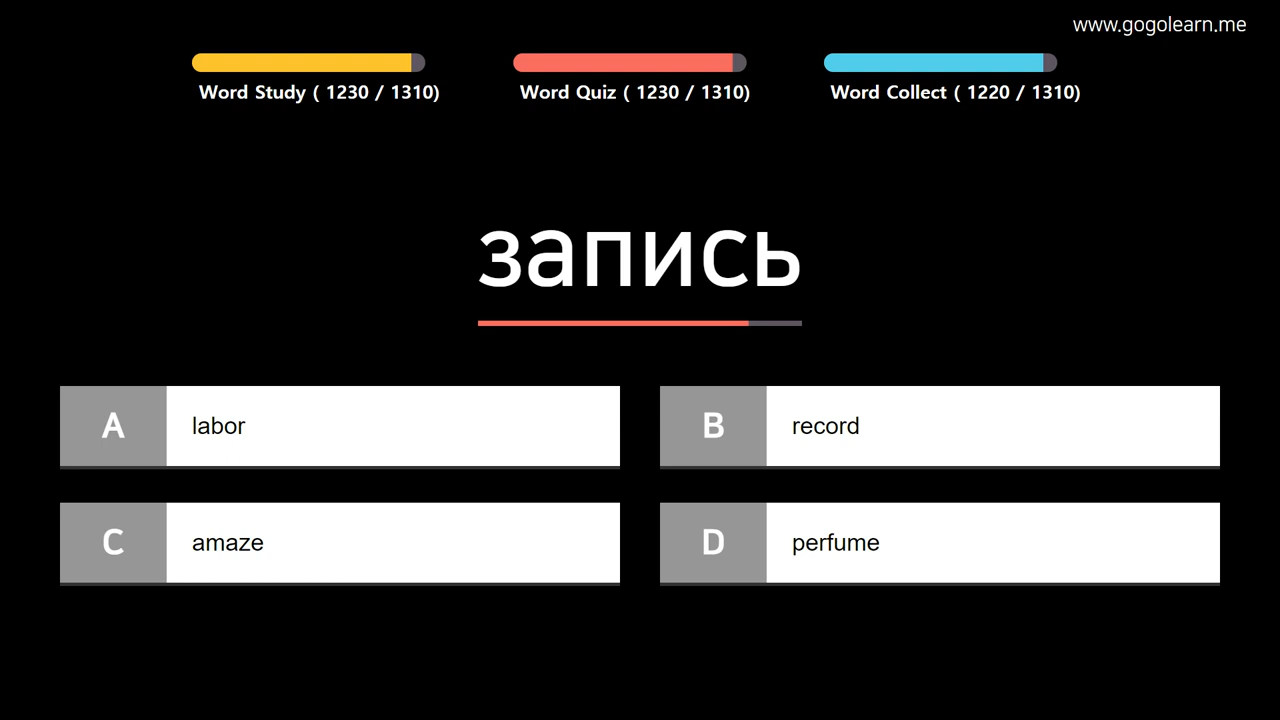 www.gogolearn.me
Word Study ( 1230 / 1310)
Word Quiz ( 1230 / 1310)
Word Collect ( 1220 / 1310)
запись
A labor
B record
C amaze
D perfume